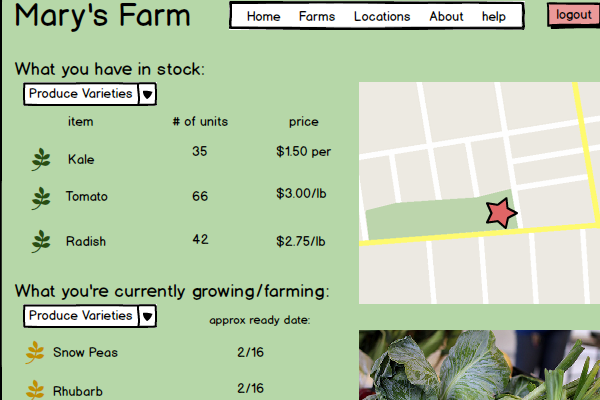 Mary's Farm
Home Farms Locations About help
logout
What you have in stock:
Produce Varieties
item # of units price
Kale 35 $1.50 per
Tomato 66 $3.00/lb
Radish 42 $2.75/lb
What you're currently growing/farming:
Produce Varieties
approx ready date:
Snow Peas 2/16
Rhubarb 2/16